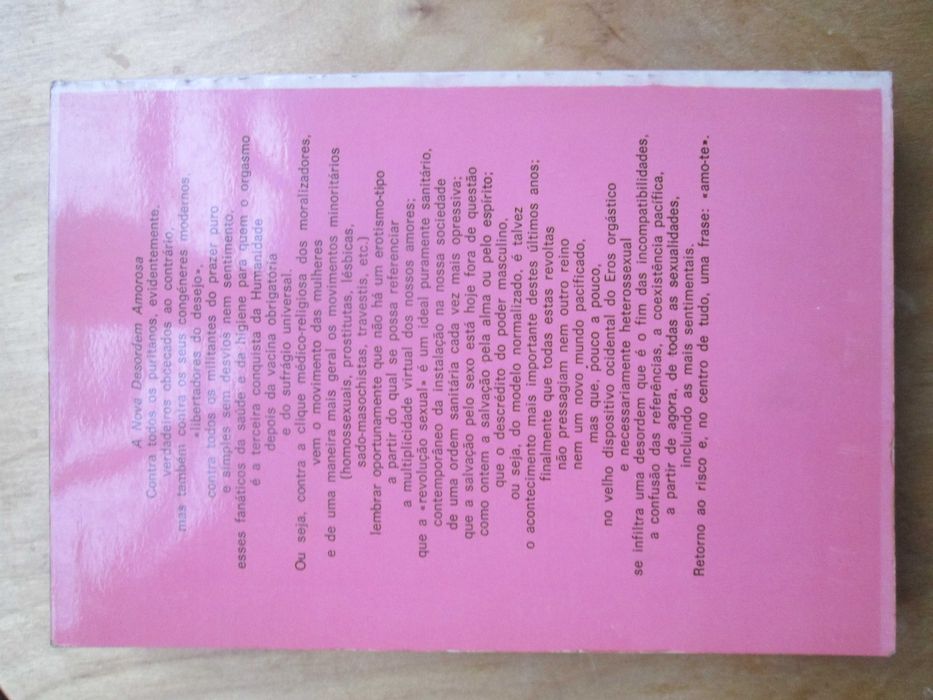 A Nova Desordem Amorosa
Contra todos os puritanos, evidentemente,
verdadeiros obcecados ao contrário,
mas também contra os seus congéneres modernos
«libertadores do desejo»,
contra todos os militantes do prazer puro
e simples sem desvios nem sentimento,
esses fanáticos da saúde e da higiene para quem o orgasmo
é a terceira conquista da Humanidade
depois da vacina obrigatoria
e do sufrágio universal.
Ou seja, contra a clique médico-religiosa dos moralizadores,
vem o movimento das mulheres
e de uma maneira mais geral os movimentos minoritários
(homossexuais, prostitutas, lésbicas,
sado-masochistas, travestis, etc.)
lembrar oportunamente que não há um erotismo-tipo
a partir do qual se possa referenciar
a multiplicidade virtual dos nossos amores;
que a «revolução sexual» é um ideal puramente sanitário,
contemporâneo da instalação na nossa sociedade
de uma ordem sanitária cada vez mais opressiva;
que a salvação pelo sexo está hoje fora de questão
como ontem a salvação pela alma ou pelo espírito;
que o descrédito do poder masculino,
ou seja, do modelo normalizado, é talvez
o acontecimento mais importante destes últimos anos;
finalmente que todas estas revoltas
não pressagiam nem outro reino
nem um novo mundo pacificado,
mas que, pouco a pouco,
no velho dispositivo ocidental do Eros orgástico
e necessariamente heterossexual
se infiltra uma desordem que é o fim das incompatibilidades,
a confusão das referências, a coexistência pacífica,
a partir de agora, de todas as sexualidades,
incluindo as mais sentimentais.
Retorno ao risco e, no centro de tudo, uma frase: «amo-te».